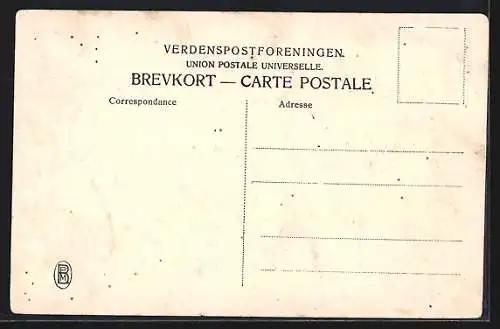 VERDENSPOSTFORENINGEN.
UNION POSTALE UNIVERSELLE.
BREVKORT — CARTE POSTALE
Correspondance
Adresse